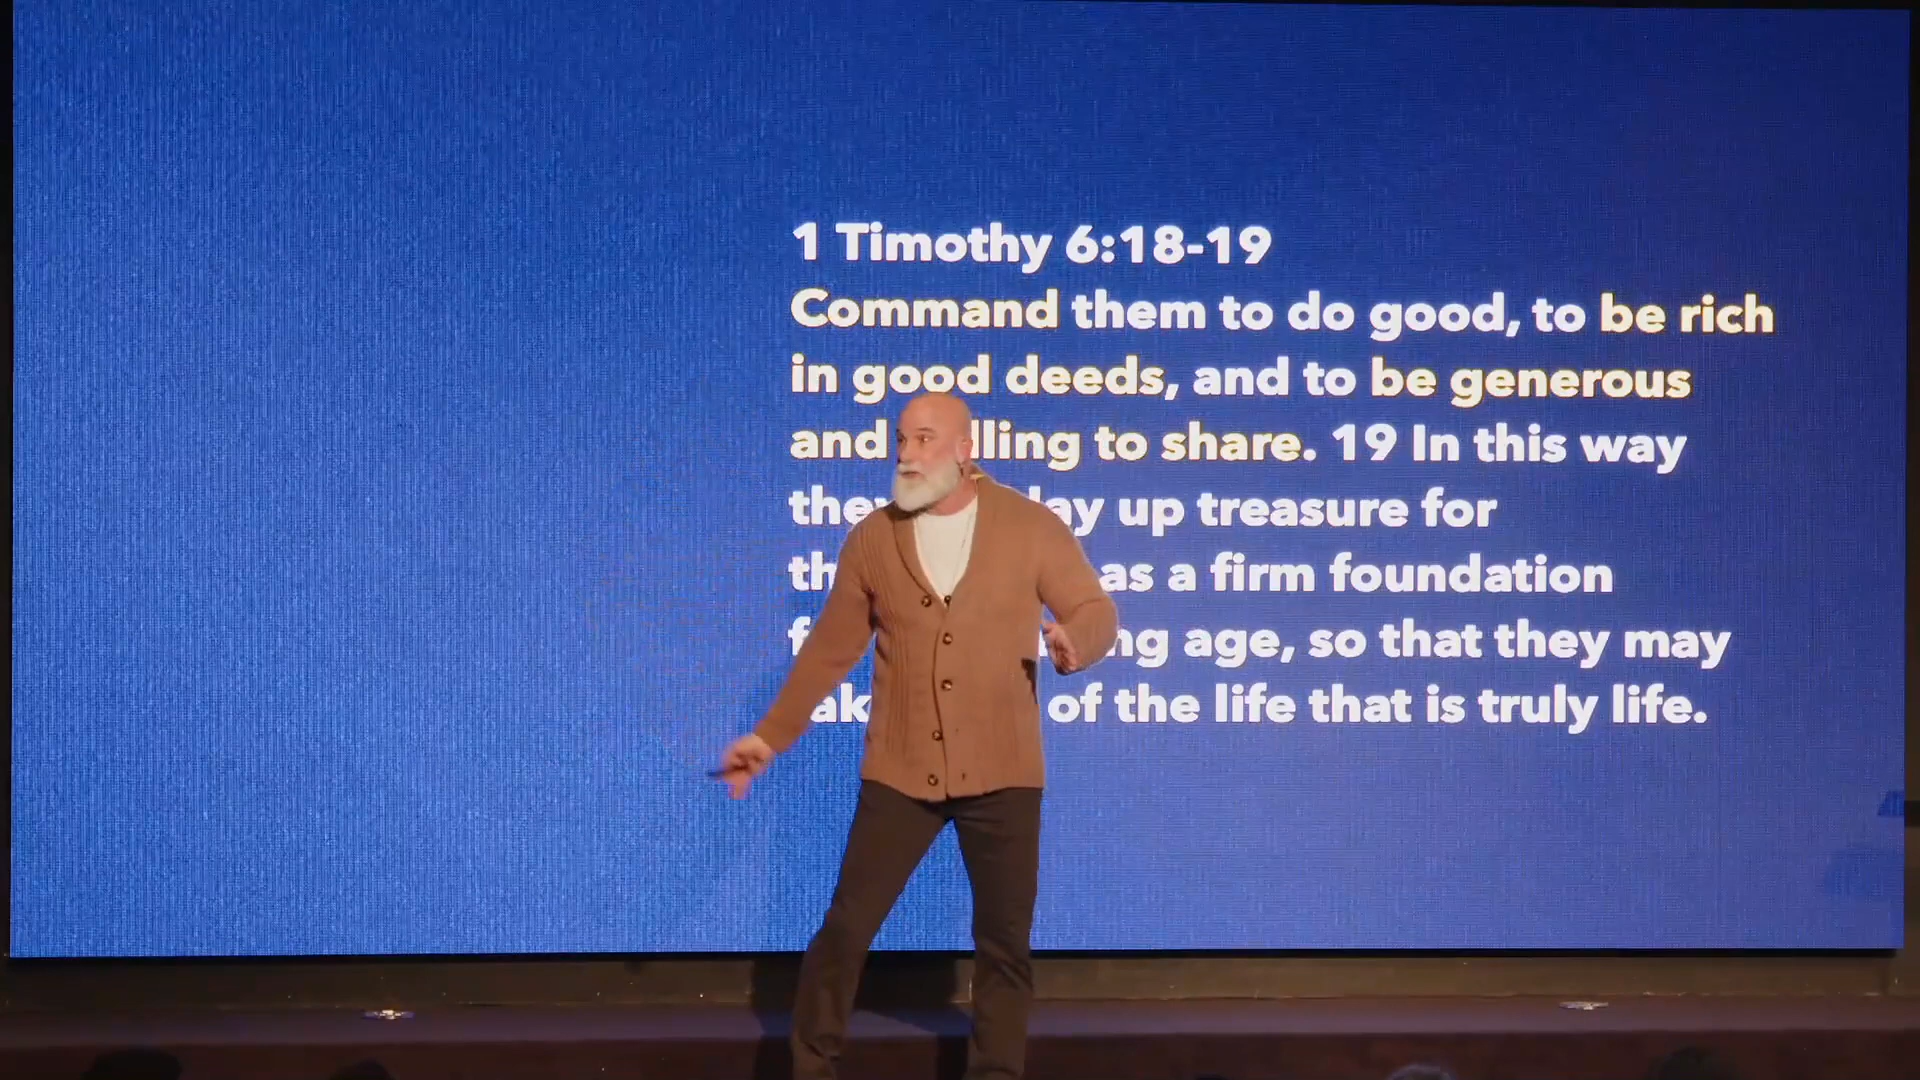 1 Timothy 6:18-19
Command them to do good, to be rich
in good deeds, and to be generous
and to share. 19 In this way
up treasure for
as a firm foundation
age, so that they may
of the life that is truly life.